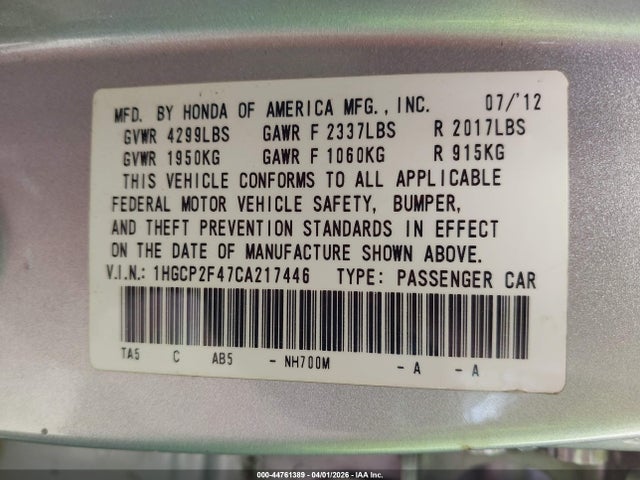 MFD. BY HONDA OF AMERICA MFG., INC. 07/'12
GVWR 4299LBS GAWR F 2337LBS R 2017LBS
GVWR 1950KG GAWR F 1060KG R 915KG
THIS VEHICLE CONFORMS TO ALL APPLICABLE
FEDERAL MOTOR VEHICLE SAFETY, BUMPER,
AND THEFT PREVENTION STANDARDS IN EFFECT
ON THE DATE OF MANUFACTURE SHOWN ABOVE.
V.I.N.: 1HGCP2F47CA217446 TYPE: PASSENGER CAR
TA5 C AB5 - NH700M - A - A
000-44761389 - 04/01/2026 - IAA Inc.